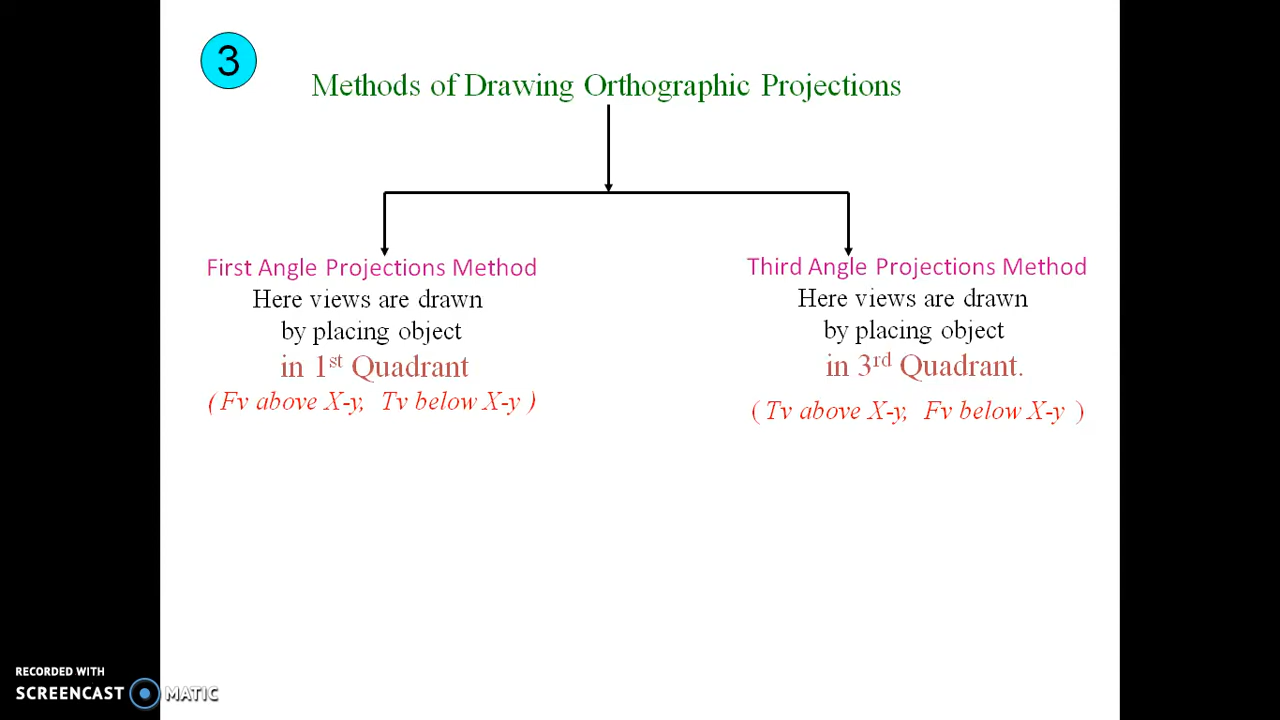 3
Methods of Drawing Orthographic Projections
First Angle Projections Method
Here views are drawn
by placing object
in 1st Quadrant
( Fv above X-y, Tv below X-y )
Third Angle Projections Method
Here views are drawn
by placing object
in 3rd Quadrant.
( Tv above X-y, Fv below X-y )
RECORDED WITH
SCREENCAST MATIC